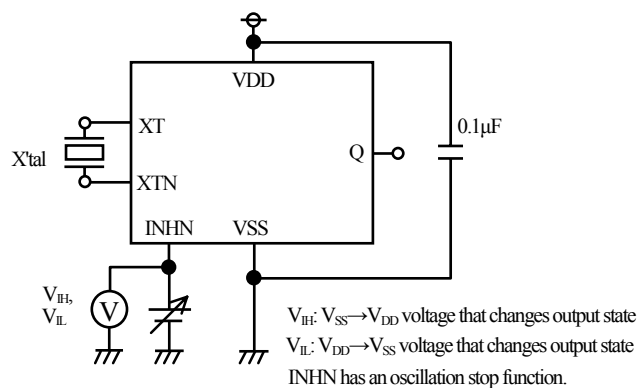 VDD
XT
0.1μF
X'tal
Q
XTN
INHN
VSS
V_IH,
V_IL
V
V_IH: V_SS→V_DD voltage that changes output state
V_IL: V_DD→V_SS voltage that changes output state
INHN has an oscillation stop function.